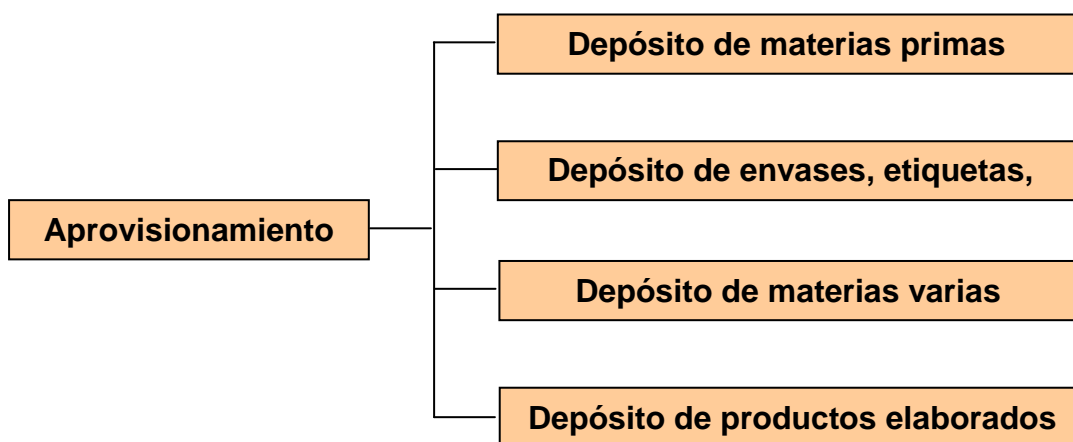 Depósito de materias primas
Depósito de envases, etiquetas,
Aprovisionamiento
Depósito de materias varias
Depósito de productos elaborados